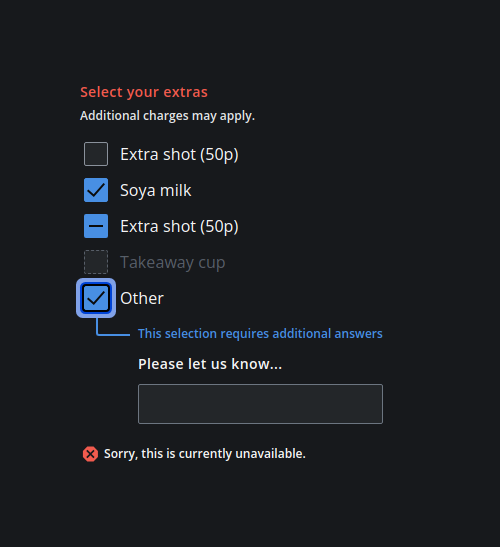 Select your extras
Additional charges may apply.
Extra shot (50p)
Soya milk
Extra shot (50p)
Takeaway cup
Other
This selection requires additional answers
Please let us know...
Sorry, this is currently unavailable.